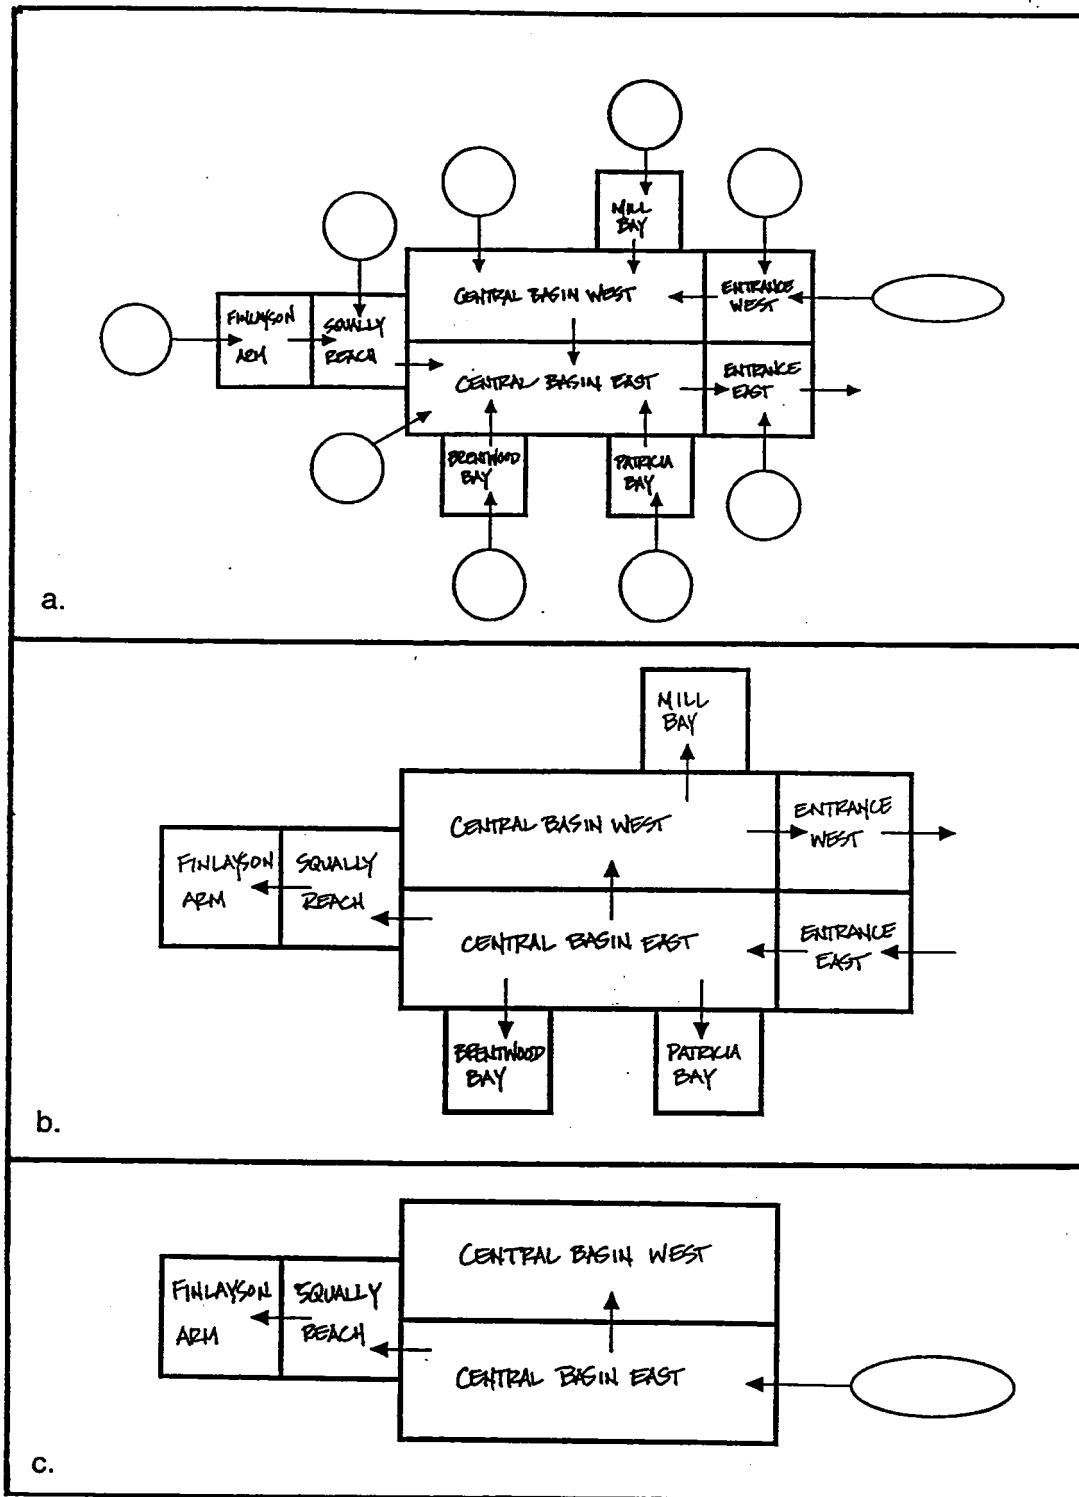 MILL
BAY
CENTRAL BASIN WEST
ENTRANCE
WEST
FINLAYSON
ARM
SQUALLY
REACH
CENTRAL BASIN EAST
ENTRANCE
EAST
BRENTWOOD
BAY
PATRICIA
BAY
a.
MILL
BAY
CENTRAL BASIN WEST
ENTRANCE
WEST
FINLAYSON
ARM
SQUALLY
REACH
CENTRAL BASIN EAST
ENTRANCE
EAST
BRENTWOOD
BAY
PATRICIA
BAY
b.
CENTRAL BASIN WEST
FINLAYSON
ARM
SQUALLY
REACH
CENTRAL BASIN EAST
c.